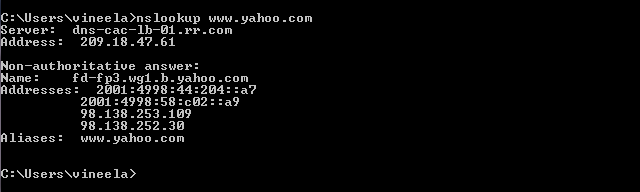 C:\Users\vineela>nslookup www.yahoo.com
Server:  dns-cac-lb-01.rr.com
Address:  209.18.47.61

Non-authoritative answer:
Name:    fd-fp3.wg1.b.yahoo.com
Addresses:  2001:4998:44:204::a7
          2001:4998:58:c02::a9
          98.138.253.109
          98.138.252.30
Aliases:  www.yahoo.com

C:\Users\vineela>